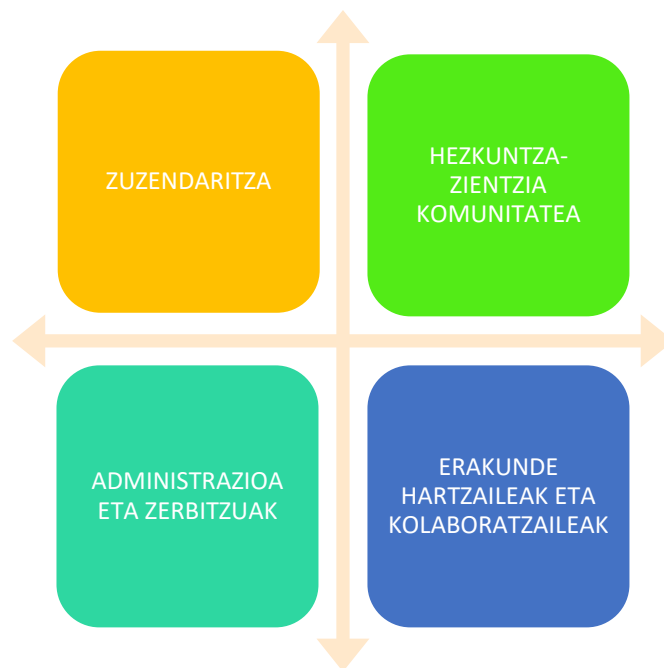 ZUZENDARITZA
HEZKUNTZA-
ZIENTZIA
KOMUNITATEA
ADMINISTRAZIOA
ETA ZERBITZUAK
ERAKUNDE
HARTZAILEAK ETA
KOLABORATZAILEAK